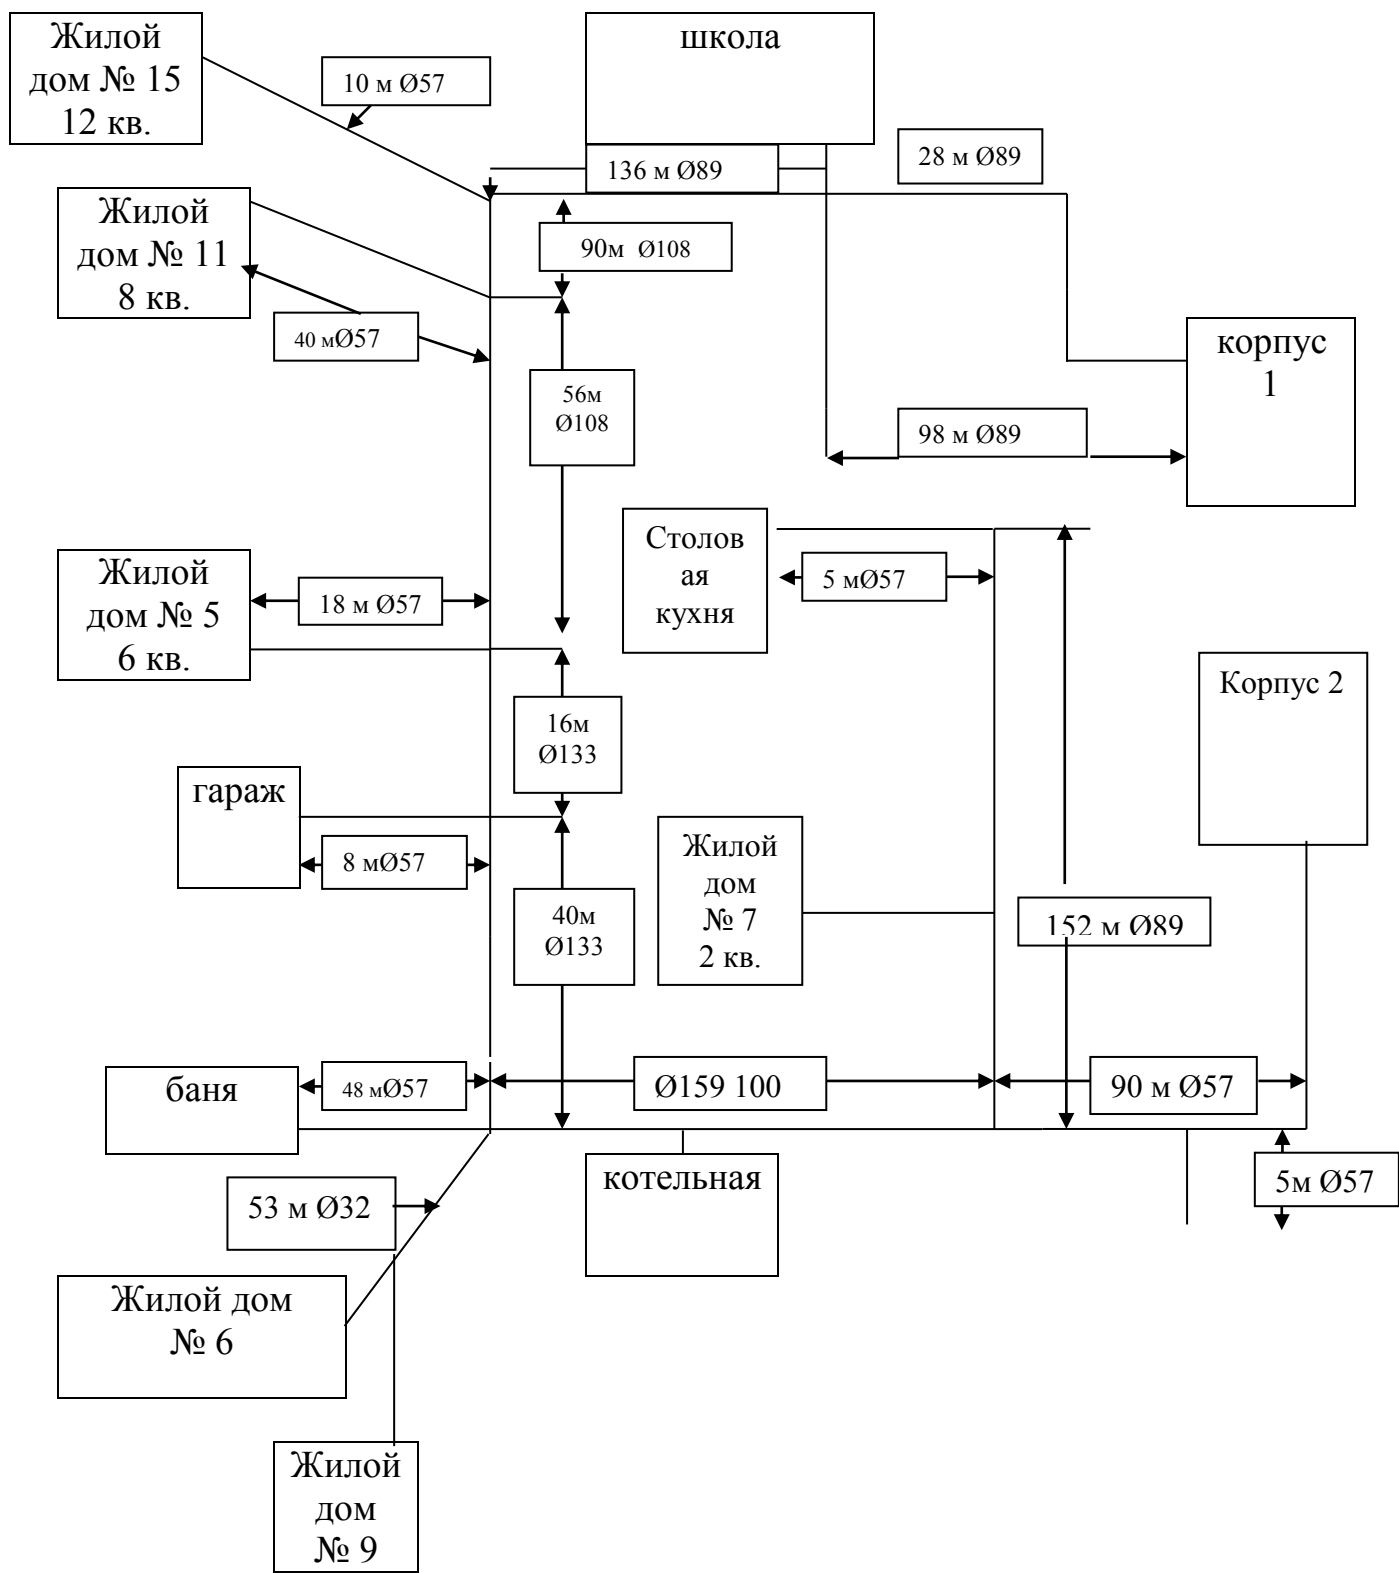 Жилой
дом № 15
12 кв.
10 м Ø57
школа
136 м Ø89
28 м Ø89
Жилой
дом № 11
8 кв.
90м Ø108
40 мØ57
56м
Ø108
корпус
1
98 м Ø89
Столов
ая
кухня
5 мØ57
Жилой
дом № 5
6 кв.
18 м Ø57
Корпус 2
16м
Ø133
гараж
8 мØ57
Жилой
дом
№ 7
2 кв.
40м
Ø133
152 м Ø89
баня
48 мØ57
Ø159 100
90 м Ø57
котельная
5м Ø57
53 м Ø32
Жилой дом
№ 6
Жилой
дом
№ 9